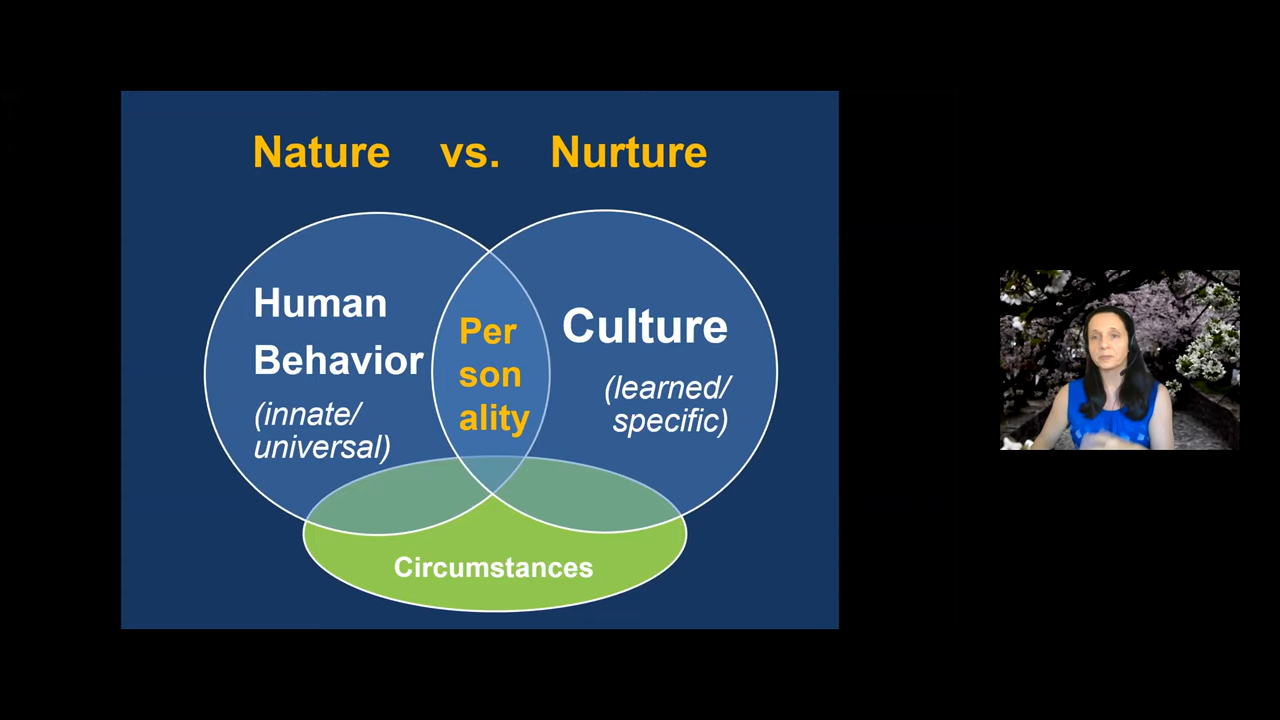 Nature vs. Nurture
Human
Behavior
(innate/
universal)
Per
son
ality
Culture
(learned/
specific)
Circumstances